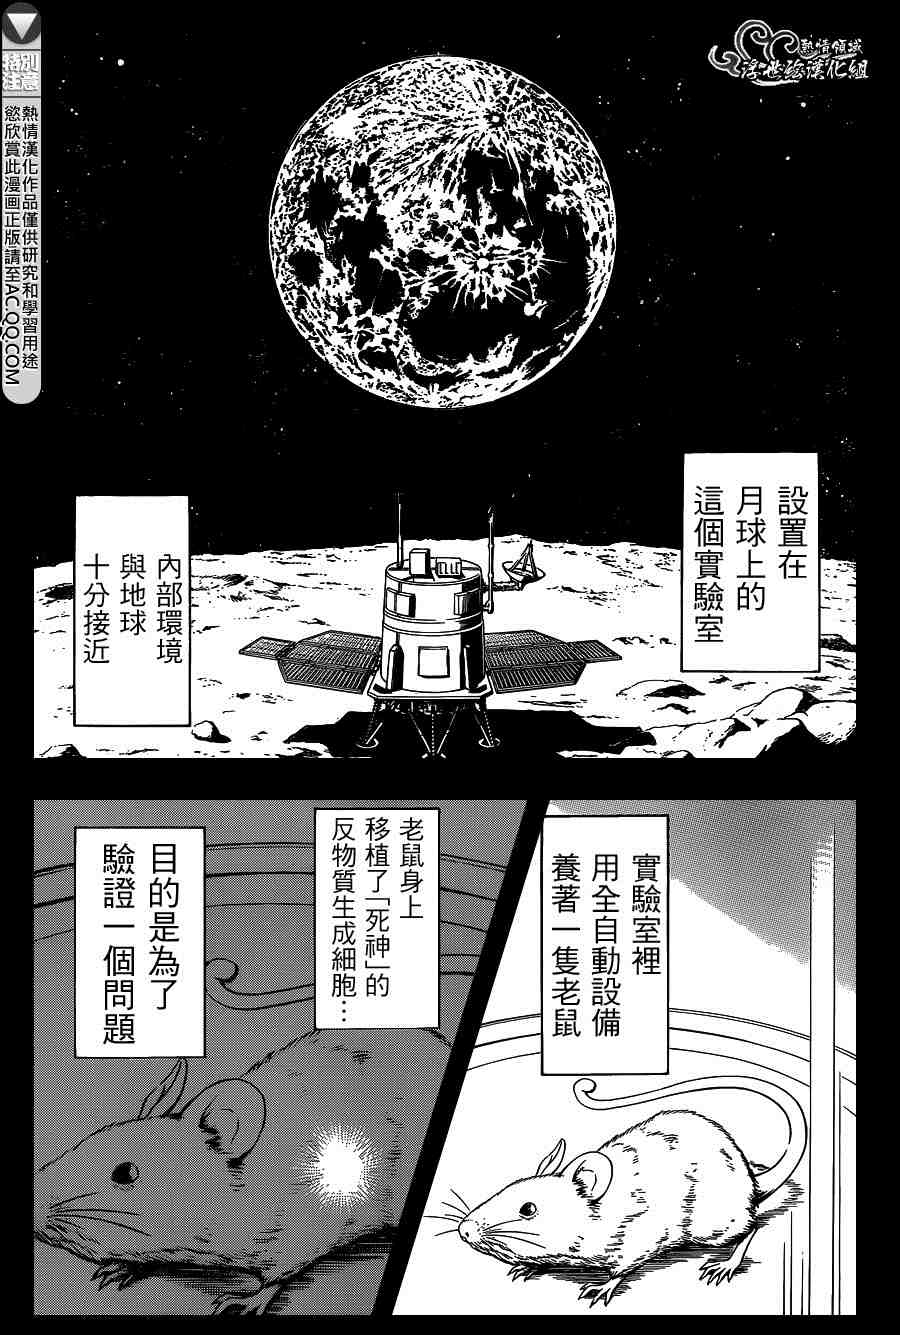 特別
注意
熱情漢化作品僅供研究和學習用途
慾欣賞此漫画正版請至AC.QQ.COM
熱情領域
浮世繪漢化組
設置在
月球上的
這個實驗室
內部環境
與地球
十分接近
實驗室裡
用全自動設備
養著一隻老鼠
老鼠身上
移植了「死神」的
反物質生成細胞…
目的是為了
驗證一個問題